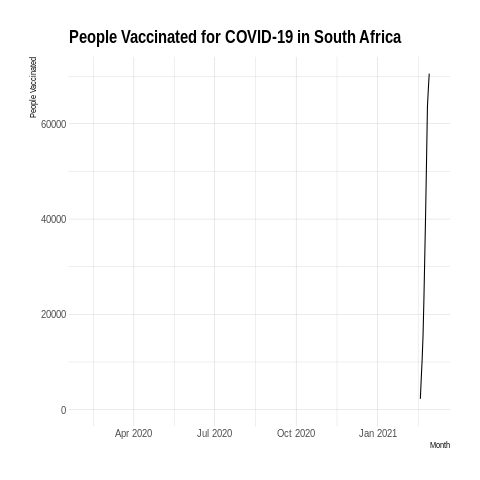 People Vaccinated for COVID-19 in South Africa
People Vaccinated
60000
40000
20000
0
Apr 2020
Jul 2020
Oct 2020
Jan 2021
Month